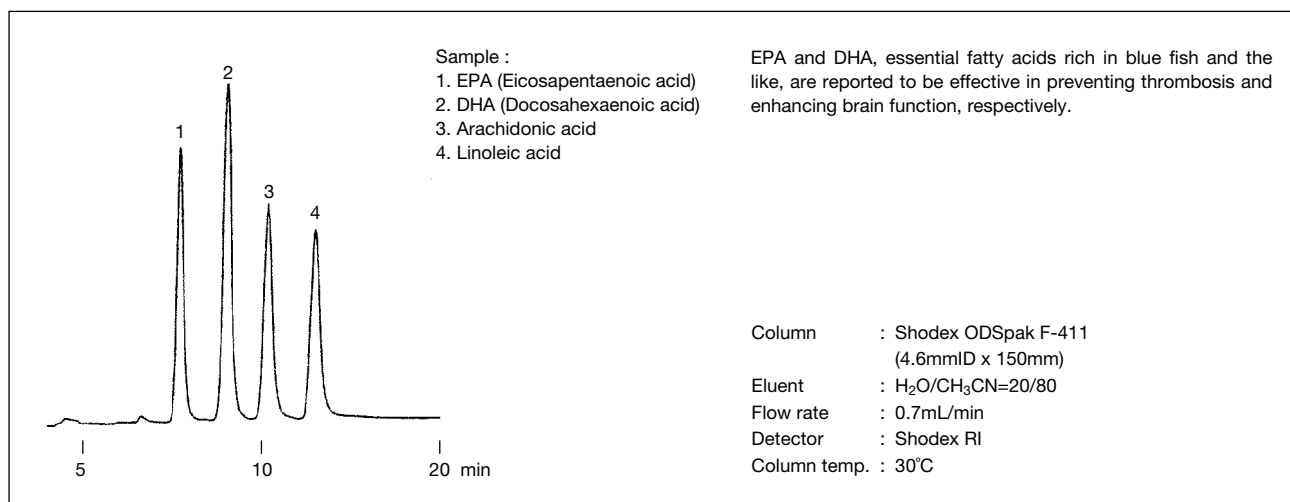 Sample :
1. EPA (Eicosapentaenoic acid)
2. DHA (Docosahexaenoic acid)
3. Arachidonic acid
4. Linoleic acid
EPA and DHA, essential fatty acids rich in blue fish and the
like, are reported to be effective in preventing thrombosis and
enhancing brain function, respectively.
2
1
3
4
5 10 20 min
Column : Shodex ODSpak F-411
(4.6mmID x 150mm)
Eluent : H₂O/CH₃CN=20/80
Flow rate : 0.7mL/min
Detector : Shodex RI
Column temp. : 30°C